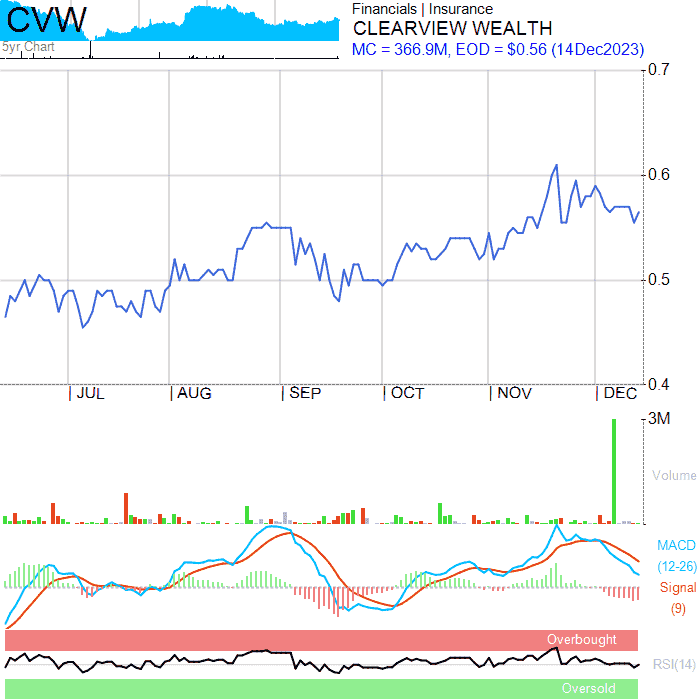 CVW
5yr Chart
Financials | Insurance
CLEARVIEW WEALTH
MC = 366.9M, EOD = $0.56 (14Dec2023)
0.7
0.6
0.5
0.4
JUL
AUG
SEP
OCT
NOV
DEC
3M
Volume
MACD
(12-26)
Signal
(9)
Overbought
RSI(14)
Oversold